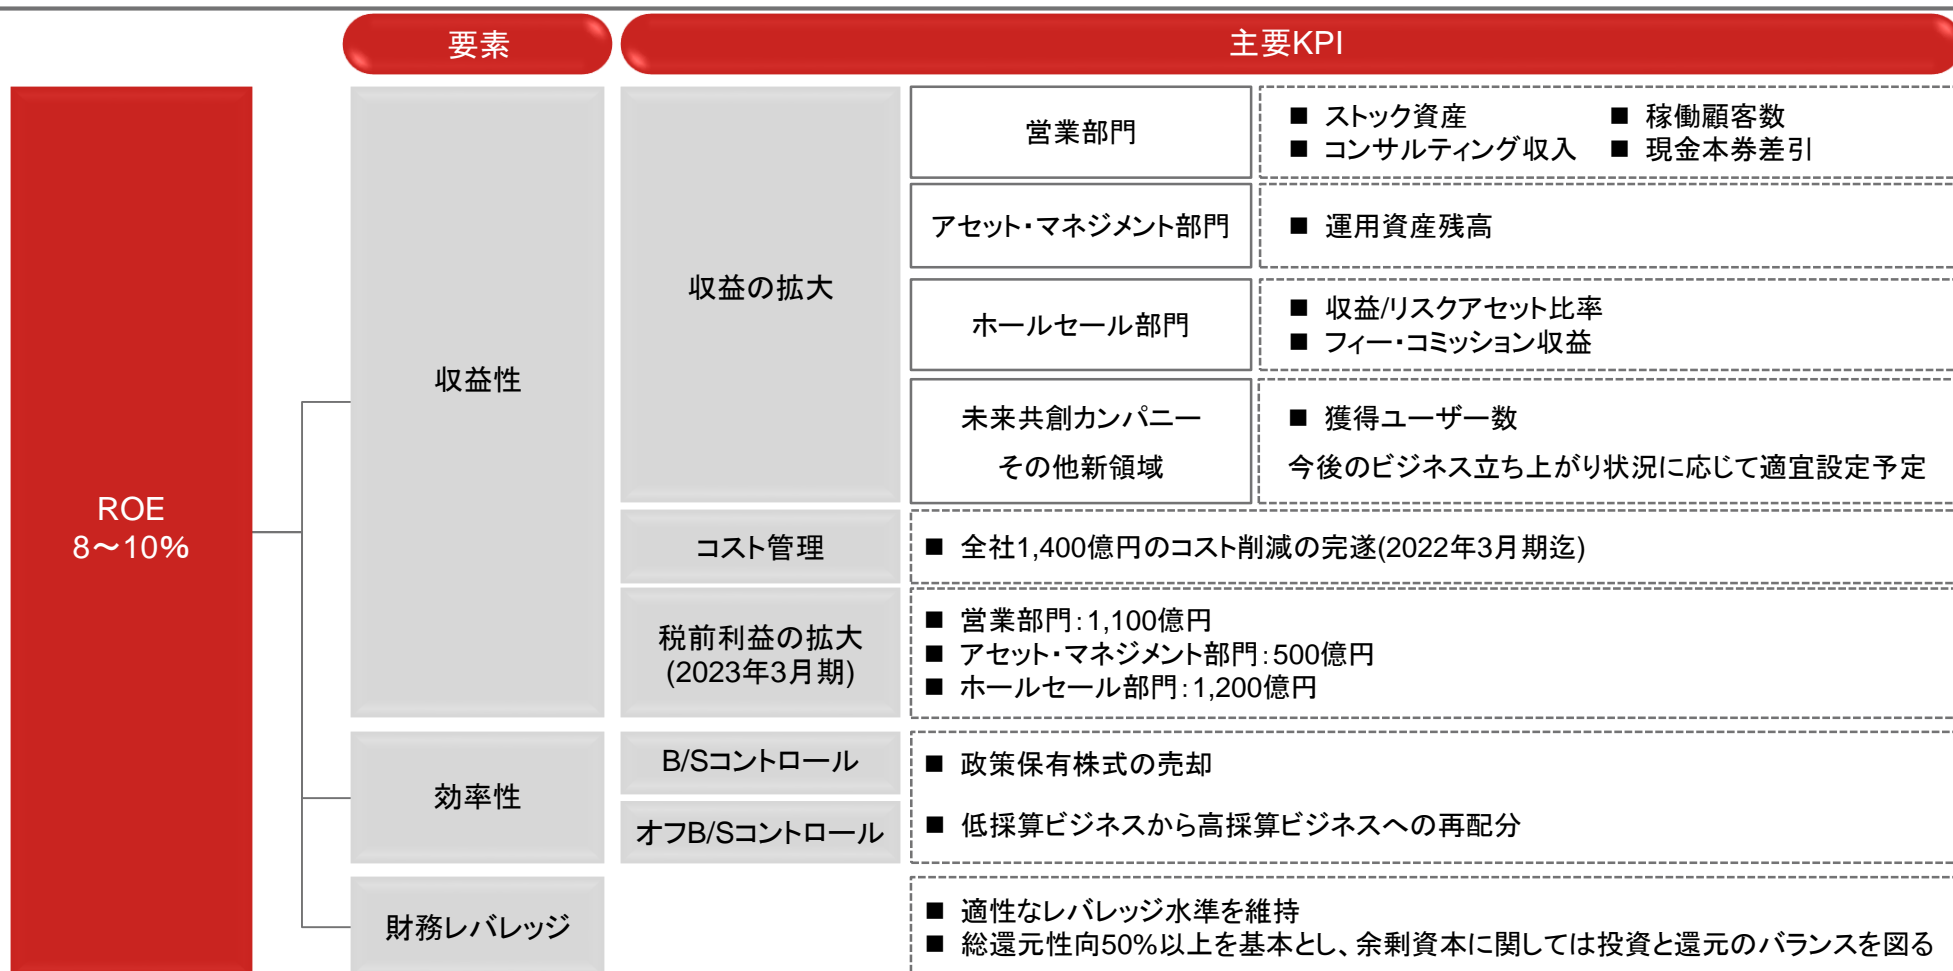 要素
主要KPI
ROE
8～10%
収益性
収益の拡大
営業部門
■ ストック資産
■ 稼働顧客数
■ コンサルティング収入
■ 現金本券差引
アセット・マネジメント部門
■ 運用資産残高
ホールセール部門
■ 収益/リスクアセット比率
■ フィー・コミッション収益
未来共創カンパニー
■ 獲得ユーザー数
その他新領域
今後のビジネス立ち上がり状況に応じて適宜設定予定
コスト管理
■ 全社1,400億円のコスト削減の完遂(2022年3月期迄)
税前利益の拡大
(2023年3月期)
■ 営業部門：1,100億円
■ アセット・マネジメント部門：500億円
■ ホールセール部門：1,200億円
効率性
B/Sコントロール
■ 政策保有株式の売却
オフB/Sコントロール
■ 低採算ビジネスから高採算ビジネスへの再配分
財務レバレッジ
■ 適性なレバレッジ水準を維持
■ 総還元性向50%以上を基本とし、余剰資本に関しては投資と還元のバランスを図る